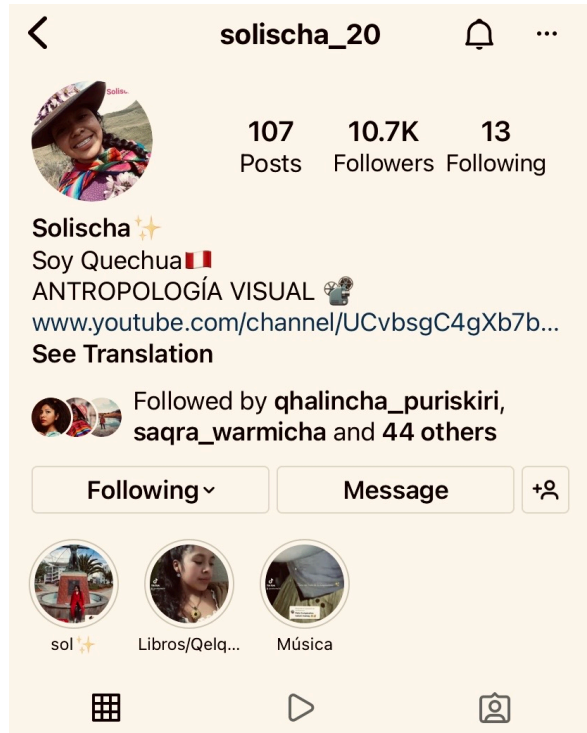 solischa_20
107 10.7K 13
Posts Followers Following
Solischa
Soy Quechua
ANTROPOLOGÍA VISUAL
www.youtube.com/channel/UCvbsgC4gXb7b...
See Translation
Followed by qhalincha_puriskiri,
saqra_warmicha and 44 others
Following Message
sol Libros/Qelq... Música